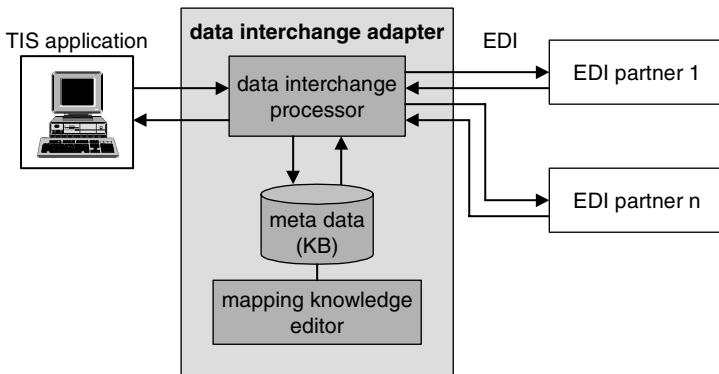 TIS application
data interchange adapter
EDI
data interchange
processor
EDI partner 1
EDI partner n
meta data
(KB)
mapping knowledge
editor